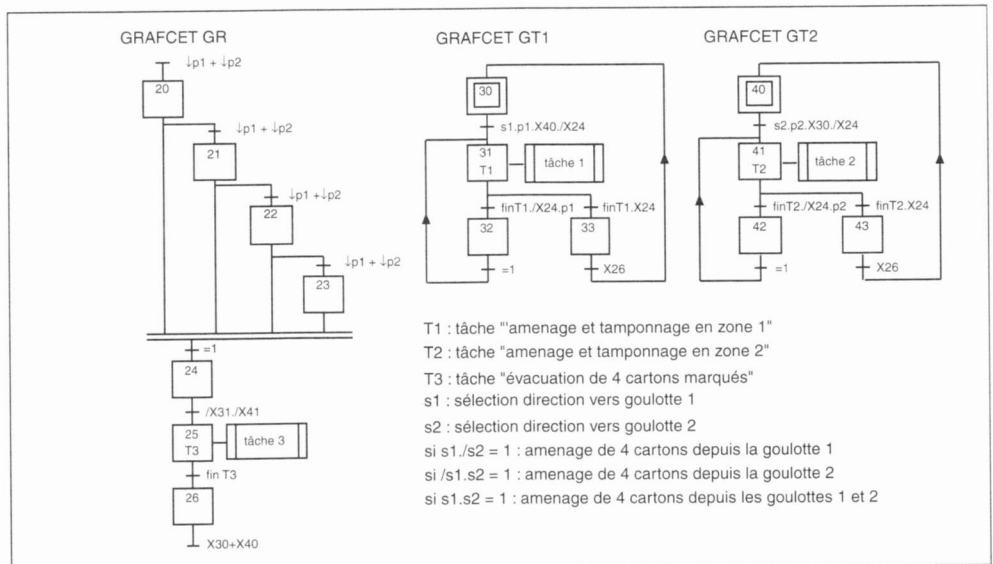 GRAFCET GR
↓p1 + ↓p2
20
↓p1 + ↓p2
21
↓p1 +↓p2
22
↓p1 + ↓p2
23
=1
24
/X31./X41
25
T3
tâche 3
fin T3
26
X30+X40
GRAFCET GT1
30
s1.p1.X40./X24
31
T1
tâche 1
finT1./X24.p1
finT1.X24
32
33
=1
X26
GRAFCET GT2
40
s2.p2.X30./X24
41
T2
tâche 2
finT2./X24.p2
finT2.X24
42
43
=1
X26
T1 : tâche "'amenage et tamponnage en zone 1"
T2 : tâche "amenage et tamponnage en zone 2"
T3 : tâche "évacuation de 4 cartons marqués"
s1 : sélection direction vers goulotte 1
s2 : sélection direction vers goulotte 2
si s1./s2 = 1 : amenage de 4 cartons depuis la goulotte 1
si /s1.s2 = 1 : amenage de 4 cartons depuis la goulotte 2
si s1.s2 = 1 : amenage de 4 cartons depuis les goulottes 1 et 2